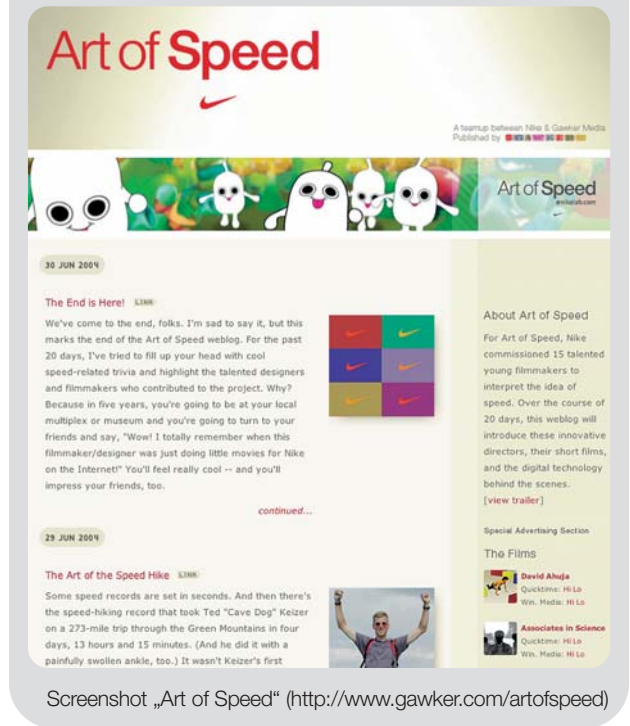 Art of Speed
A teamup between Nike & Gawker Media
Published by
Art of Speed
@nikelab.com
30 JUN 2004
The End is Here! LINK
We've come to the end, folks. I'm sad to say it, but this
marks the end of the Art of Speed weblog. For the past
20 days, I've tried to fill up your head with cool
speed-related trivia and highlight the talented designers
and filmmakers who contributed to the project. Why?
Because in five years, you're going to be at your local
multiplex or museum and you're going to turn to your
friends and say, "Wow! I totally remember when this
filmmaker/designer was just doing little movies for Nike
on the Internet!" You'll feel really cool -- and you'll
impress your friends, too.
continued...
29 JUN 2004
The Art of the Speed Hike LINK
Some speed records are set in seconds. And then there's
the speed-hiking record that took Ted "Cave Dog" Keizer
on a 273-mile trip through the Green Mountains in four
days, 13 hours and 15 minutes. (And he did it with a
painfully swollen ankle, too.) It wasn't Keizer's first
About Art of Speed
For Art of Speed, Nike
commissioned 15 talented
young filmmakers to
interpret the idea of
speed. Over the course of
20 days, this weblog will
introduce these innovative
directors, their short films,
and the digital technology
behind the scenes.
[view trailer]
Special Advertising Section
The Films
David Ahuja
Quicktime: Hi Lo
Win. Media: Hi Lo
Associates in Science
Quicktime: Hi Lo
Win. Media: Hi Lo
Screenshot „Art of Speed“ (http://www.gawker.com/artofspeed)